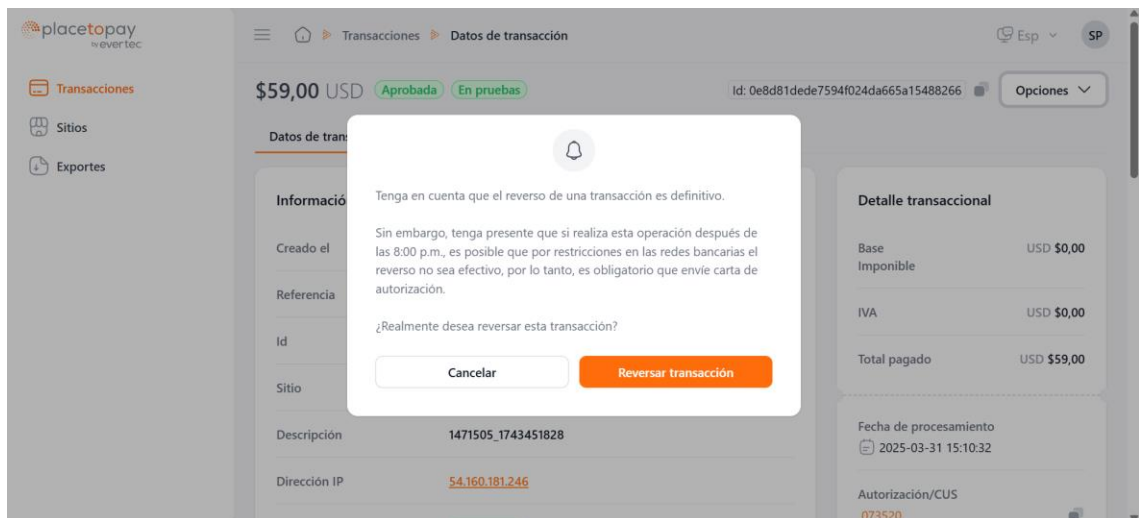 placetopay
by evertec
Transacciones
Datos de transacción
Esp
SP
Transacciones
Sitios
Exportes
$59,00 USD
Aprobada
En pruebas
Id: 0e8d81dede7594f024da665a15488266
Opciones
Datos de tran
Tenga en cuenta que el reverso de una transacción es definitivo.
Sin embargo, tenga presente que si realiza esta operación después de
las 8:00 p.m., es posible que por restricciones en las redes bancarias el
reverso no sea efectivo, por lo tanto, es obligatorio que envíe carta de
autorización.
¿Realmente desea reversar esta transacción?
Cancelar
Reversar transacción
Informació
Creado el
Referencia
Id
Sitio
Descripción 1471505_1743451828
Dirección IP 54.160.181.246
Detalle transaccional
Base
Imponible
USD $0,00
IVA USD $0,00
Total pagado USD $59,00
Fecha de procesamiento
2025-03-31 15:10:32
Autorización/CUS
073520